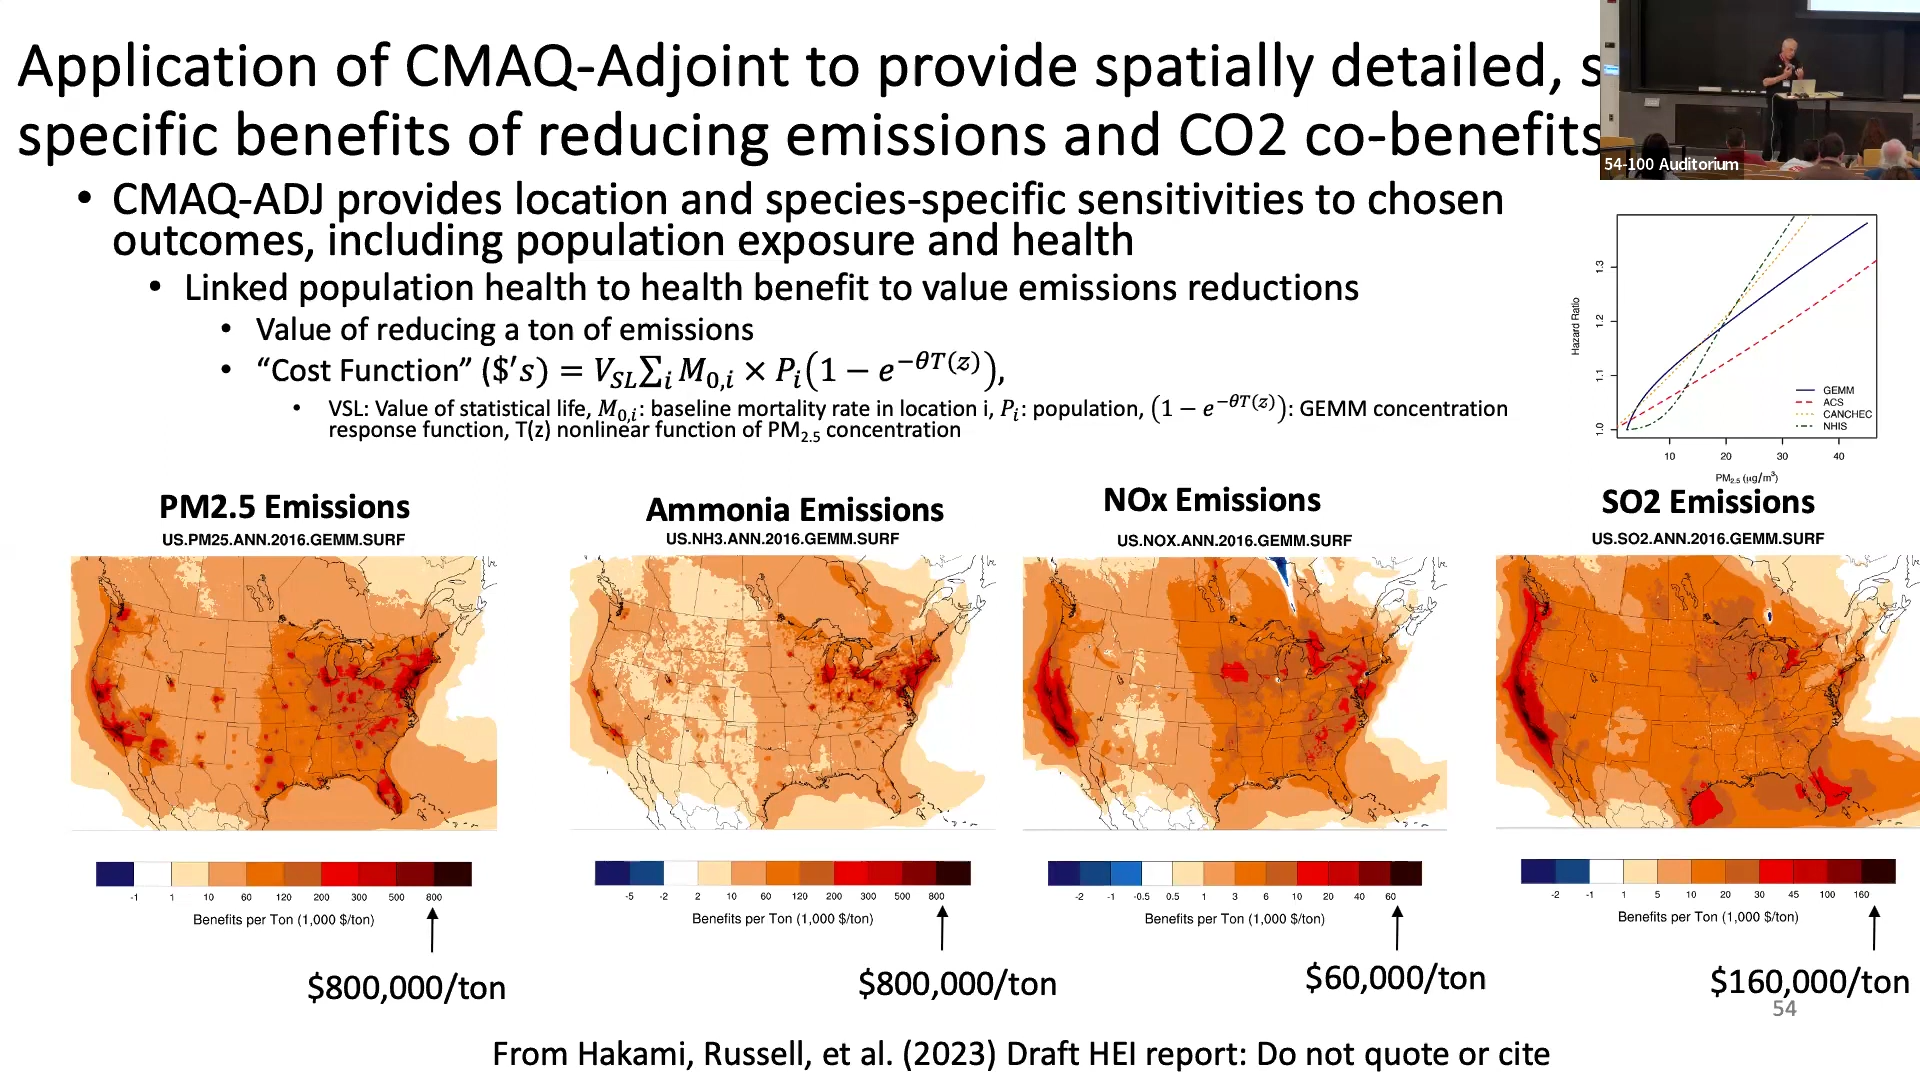 Application of CMAQ-Adjoint to provide spatially detailed, s
specific benefits of reducing emissions and CO2 co-benefits
54-100 Auditorium
• CMAQ-ADJ provides location and species-specific sensitivities to chosen
outcomes, including population exposure and health
• Linked population health to health benefit to value emissions reductions
• Value of reducing a ton of emissions
• “Cost Function” ($′s) = V_SL ∑_i M_0,i × P_i(1 − e^−θT(z)),
• VSL: Value of statistical life, M_0,i: baseline mortality rate in location i, P_i: population, (1 − e^−θT(z)): GEMM concentration
response function, T(z) nonlinear function of PM2.5 concentration
Hazard Ratio
1.3
1.2
1.1
1.0
GEMM
ACS
CANCHEC
NHIS
10 20 30 40
PM2.5 (μg/m³)
PM2.5 Emissions
US.PM25.ANN.2016.GEMM.SURF
-1 1 10 60 120 200 300 500 800
Benefits per Ton (1,000 $/ton)
$800,000/ton
Ammonia Emissions
US.NH3.ANN.2016.GEMM.SURF
-5 -2 2 10 60 120 200 300 500 800
Benefits per Ton (1,000 $/ton)
$800,000/ton
NOx Emissions
US.NOX.ANN.2016.GEMM.SURF
-2 -1 -0.5 0.5 1 3 6 10 20 40 60
Benefits per Ton (1,000 $/ton)
$60,000/ton
SO2 Emissions
US.SO2.ANN.2016.GEMM.SURF
-2 -1 1 5 10 20 30 45 100 160
Benefits per Ton (1,000 $/ton)
$160,000/ton
54
From Hakami, Russell, et al. (2023) Draft HEI report: Do not quote or cite